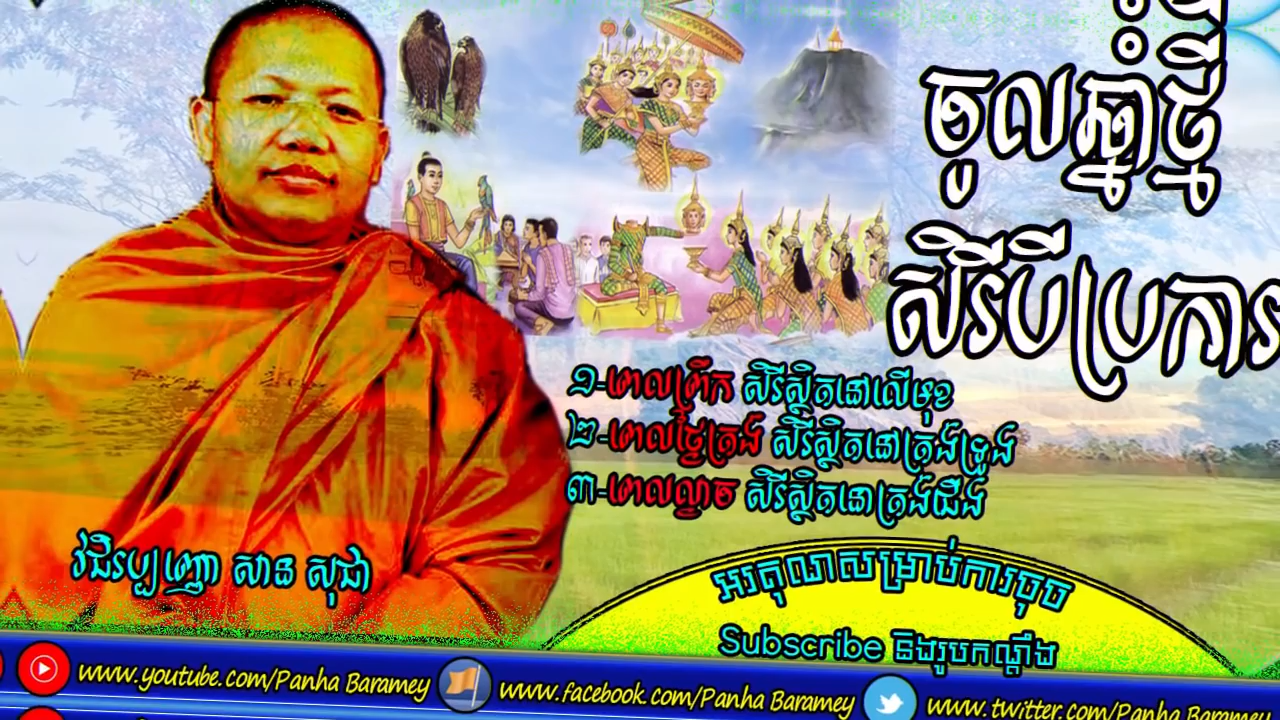 ចូលឆ្នាំថ្មី
សិរីបីប្រការ
១-ពេលព្រឹក សិរីស្ថិតនៅលើមុខ
២-ពេលថ្ងៃត្រង់ សិរីស្ថិតនៅត្រង់ទ្រូង
៣-ពេលល្ងាច សិរីស្ថិតនៅត្រង់ជើង
វជិរប្បញ្ញោ សាន សុជា
អរគុណសម្រាប់ការចុច
Subscribe និងរូបកណ្ដឹង
www.youtube.com/Panha Baramey
www.facebook.com/Panha Baramey
www.twitter.com/Panha Baramey